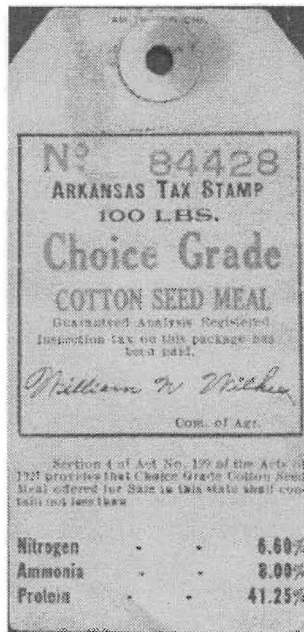 Nº 84428
ARKANSAS TAX STAMP
100 LBS.
Choice Grade
COTTON SEED MEAL
Guaranteed Analysis Registered
Inspection tax on this package has
been paid.
William N Wilkes
Com. of Agr.
Section 4 of Act No. 199 of the Acts of
1927 provides that Choice Grade Cotton Seed
Meal offered for Sale in this state shall con-
tain not less than
Nitrogen - - 6.60%
Ammonia - - 8.00%
Protein - - 41.25%